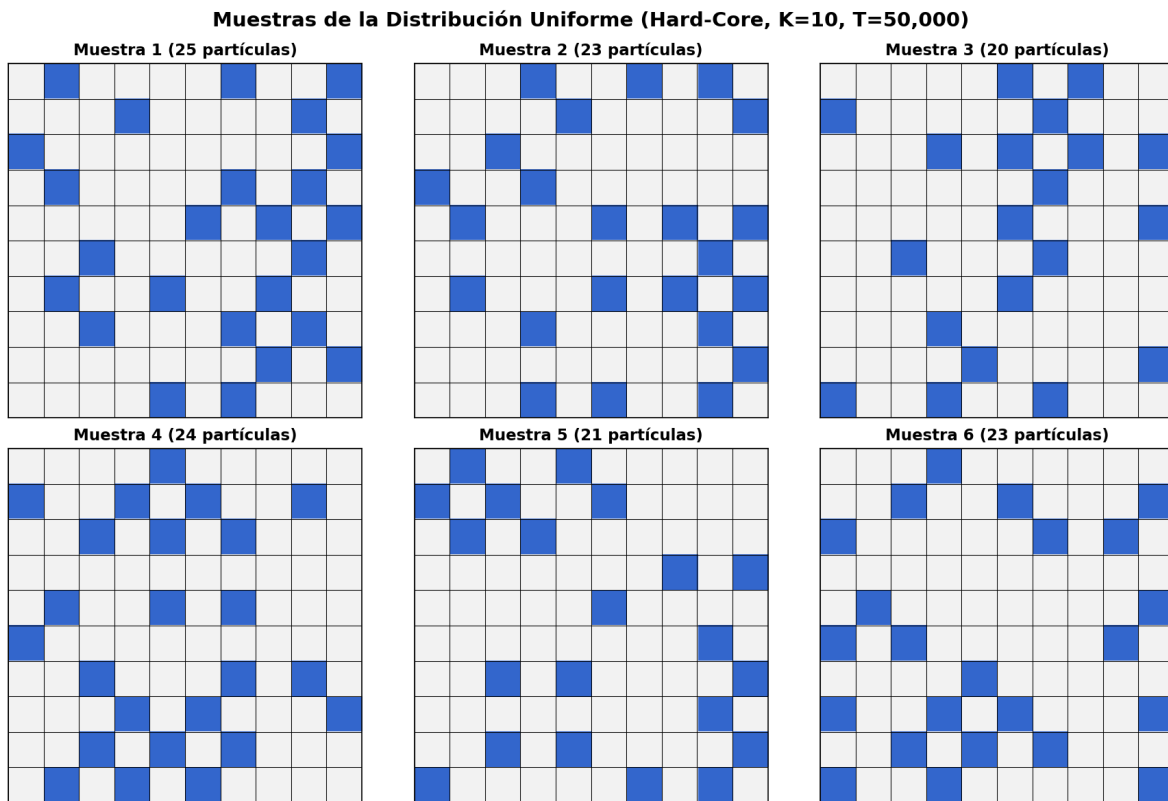 Muestras de la Distribución Uniforme (Hard-Core, K=10, T=50,000)
Muestra 1 (25 partículas)
Muestra 2 (23 partículas)
Muestra 3 (20 partículas)
Muestra 4 (24 partículas)
Muestra 5 (21 partículas)
Muestra 6 (23 partículas)